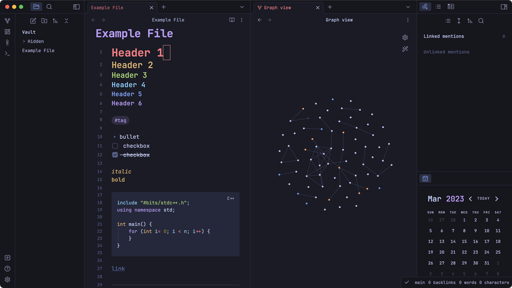 Example File
Graph view
Vault
Hidden
Example File
Example File
Example File
1 Header 1
2 Header 2
3 Header 3
4 Header 4
5 Header 5
6 Header 6
7
8 #tag
9
10 bullet
11 checkbox
12 checkbox
13
14 italic
15 bold
16
17
C++
18 include "#bits/stdc++.h";
19 using namespace std;
20
21 int main() {
22 for (int i= 0; i < n; i++) {
23 }
24 }
link
Graph view
Linked mentions
0
Unlinked mentions
Mar 2023
TODAY
SUN MON TUE WED THU FRI SAT
26 27 28 1 2 3 4
5 6 7 8 9 10 11
12 13 14 15 16 17 18
19 20 21 22 23 24 25
26 27 28 29 30 31 1
2 3 4 5 6 7 8
main 0 backlinks 0 words 0 characters